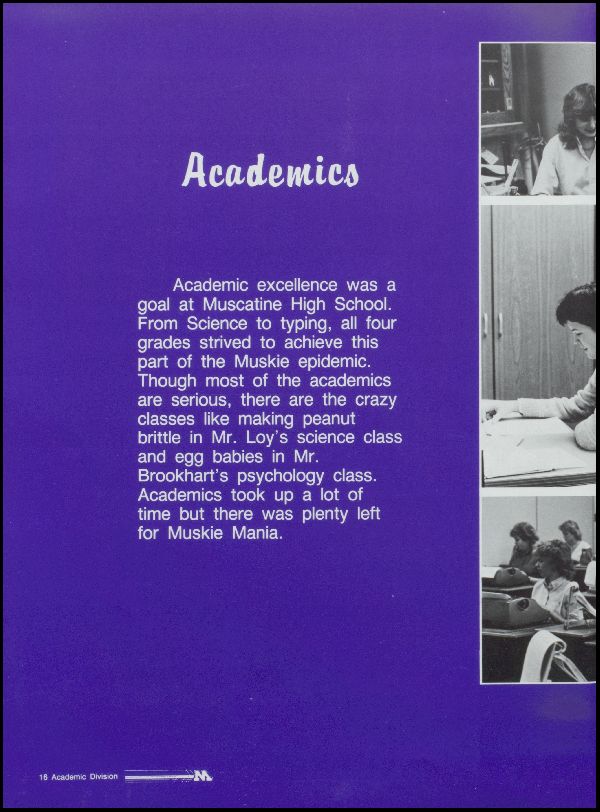 Academics
Academic excellence was a
goal at Muscatine High School.
From Science to typing, all four
grades strived to achieve this
part of the Muskie epidemic.
Though most of the academics
are serious, there are the crazy
classes like making peanut
brittle in Mr. Loy's science class
and egg babies in Mr.
Brookhart's psychology class.
Academics took up a lot of
time but there was plenty left
for Muskie Mania.
16 Academic Division
M